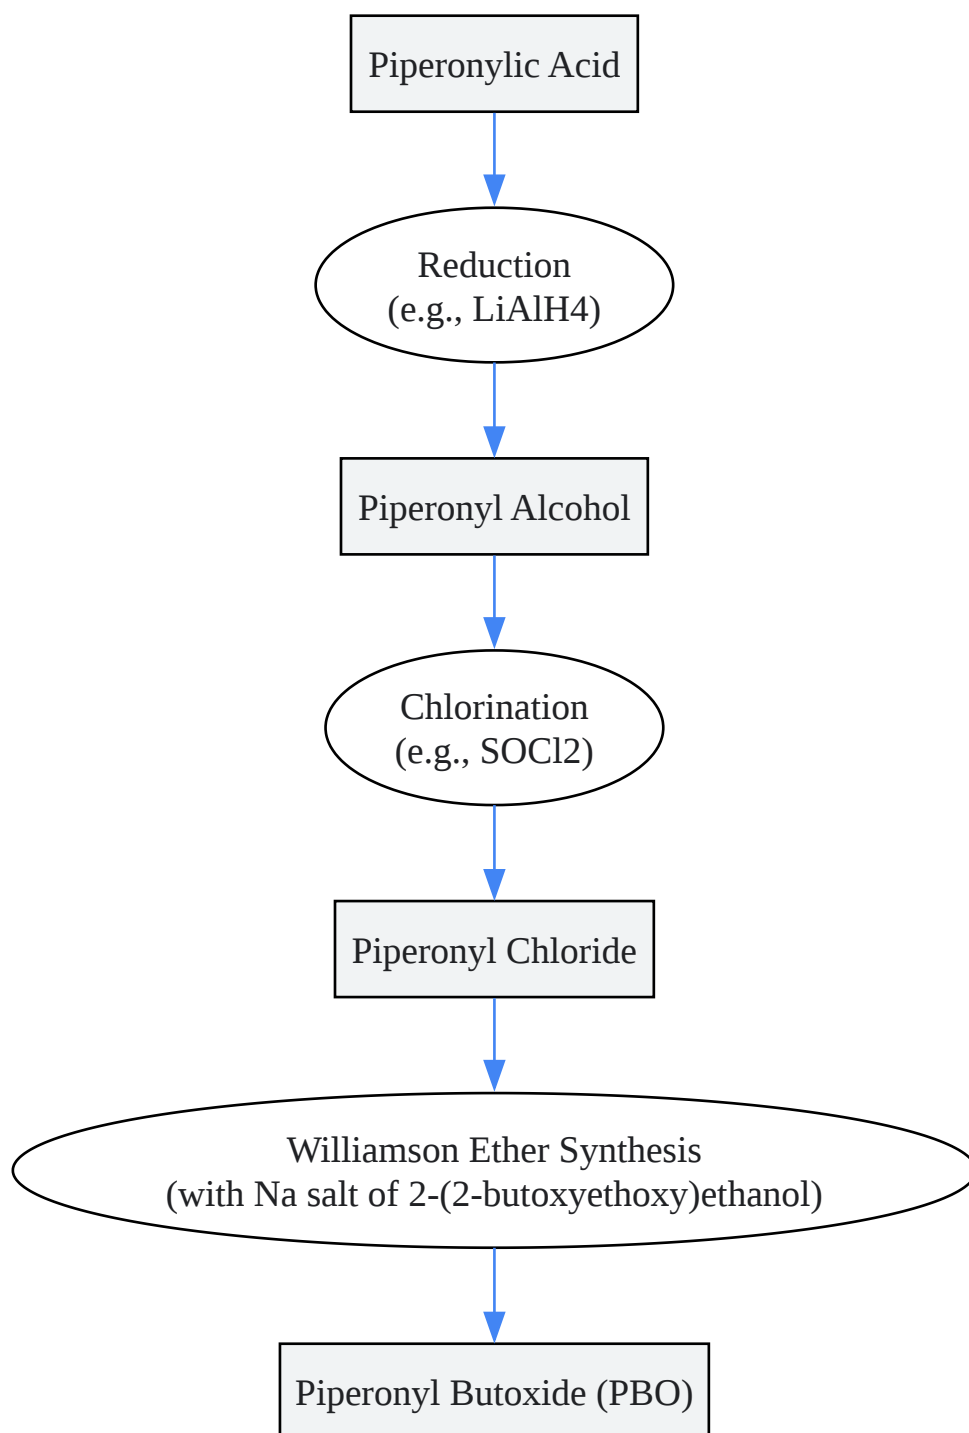 Piperonylic Acid
Reduction
(e.g., LiAlH4)
Piperonyl Alcohol
Chlorination
(e.g., SOCl2)
Piperonyl Chloride
Williamson Ether Synthesis
(with Na salt of 2-(2-butoxyethoxy)ethanol)
Piperonyl Butoxide (PBO)